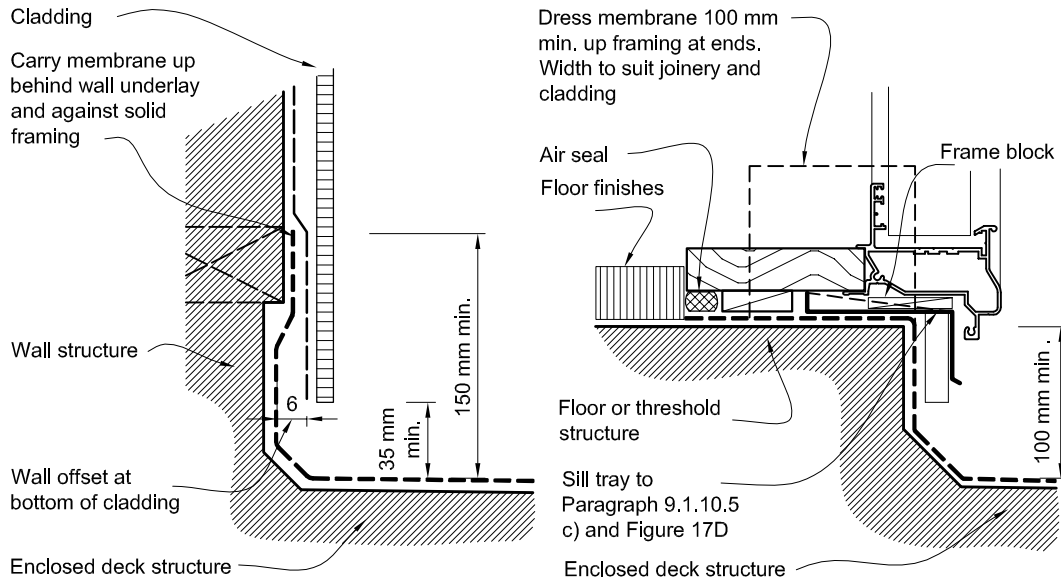 Cladding
Carry membrane up
behind wall underlay
and against solid
framing
Wall structure
Wall offset at
bottom of cladding
Enclosed deck structure
6
35 mm
min.
150 mm min.
Dress membrane 100 mm
min. up framing at ends.
Width to suit joinery and
cladding
Air seal
Floor finishes
Frame block
Floor or threshold
structure
Sill tray to
Paragraph 9.1.10.5
c) and Figure 17D
Enclosed deck structure
100 mm min .